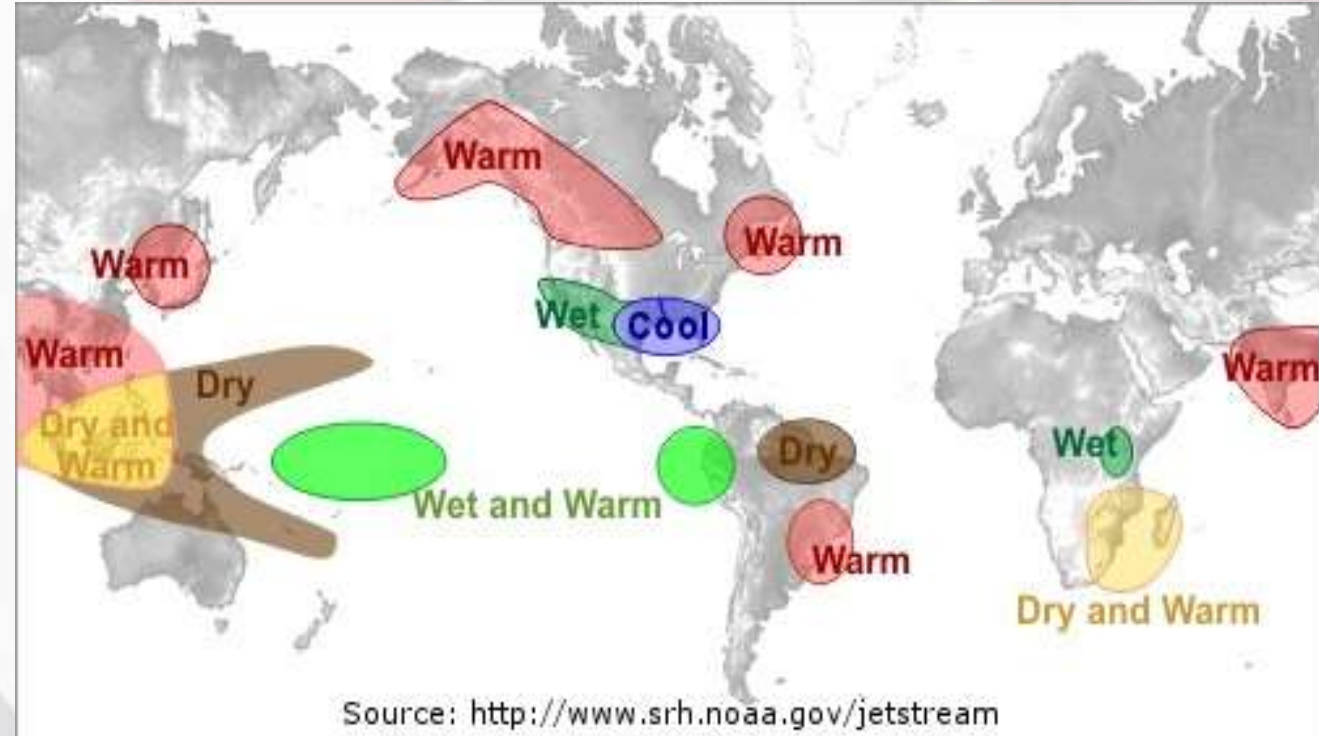 Warm
Warm
Warm
Wet
Cool
Warm
Dry
Warm
Dry and
Warm
Wet
Dry
Wet and Warm
Warm
Dry and Warm
Source: http://www.srh.noaa.gov/jetstream